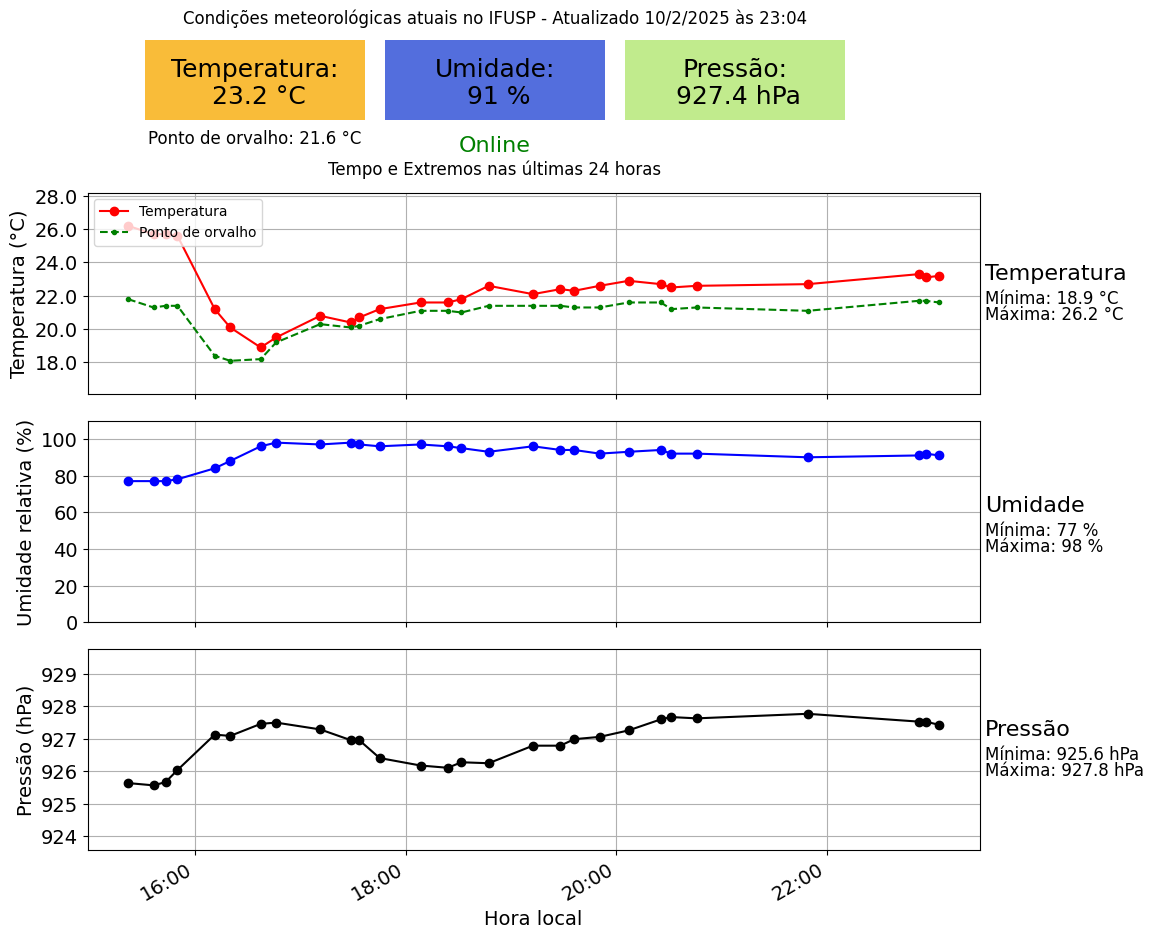 Condições meteorológicas atuais no IFUSP - Atualizado 10/2/2025 às 23:04
Temperatura:
23.2 °C
Umidade:
91 %
Pressão:
927.4 hPa
Ponto de orvalho: 21.6 °C
Online
Tempo e Extremos nas últimas 24 horas
Temperatura (°C)
28.0
26.0
24.0
22.0
20.0
18.0
Temperatura
Ponto de orvalho
Temperatura
Mínima: 18.9 °C
Máxima: 26.2 °C
Umidade relativa (%)
100
80
60
40
20
0
Umidade
Mínima: 77 %
Máxima: 98 %
Pressão (hPa)
929
928
927
926
925
924
Pressão
Mínima: 925.6 hPa
Máxima: 927.8 hPa
16:00
18:00
20:00
22:00
Hora local